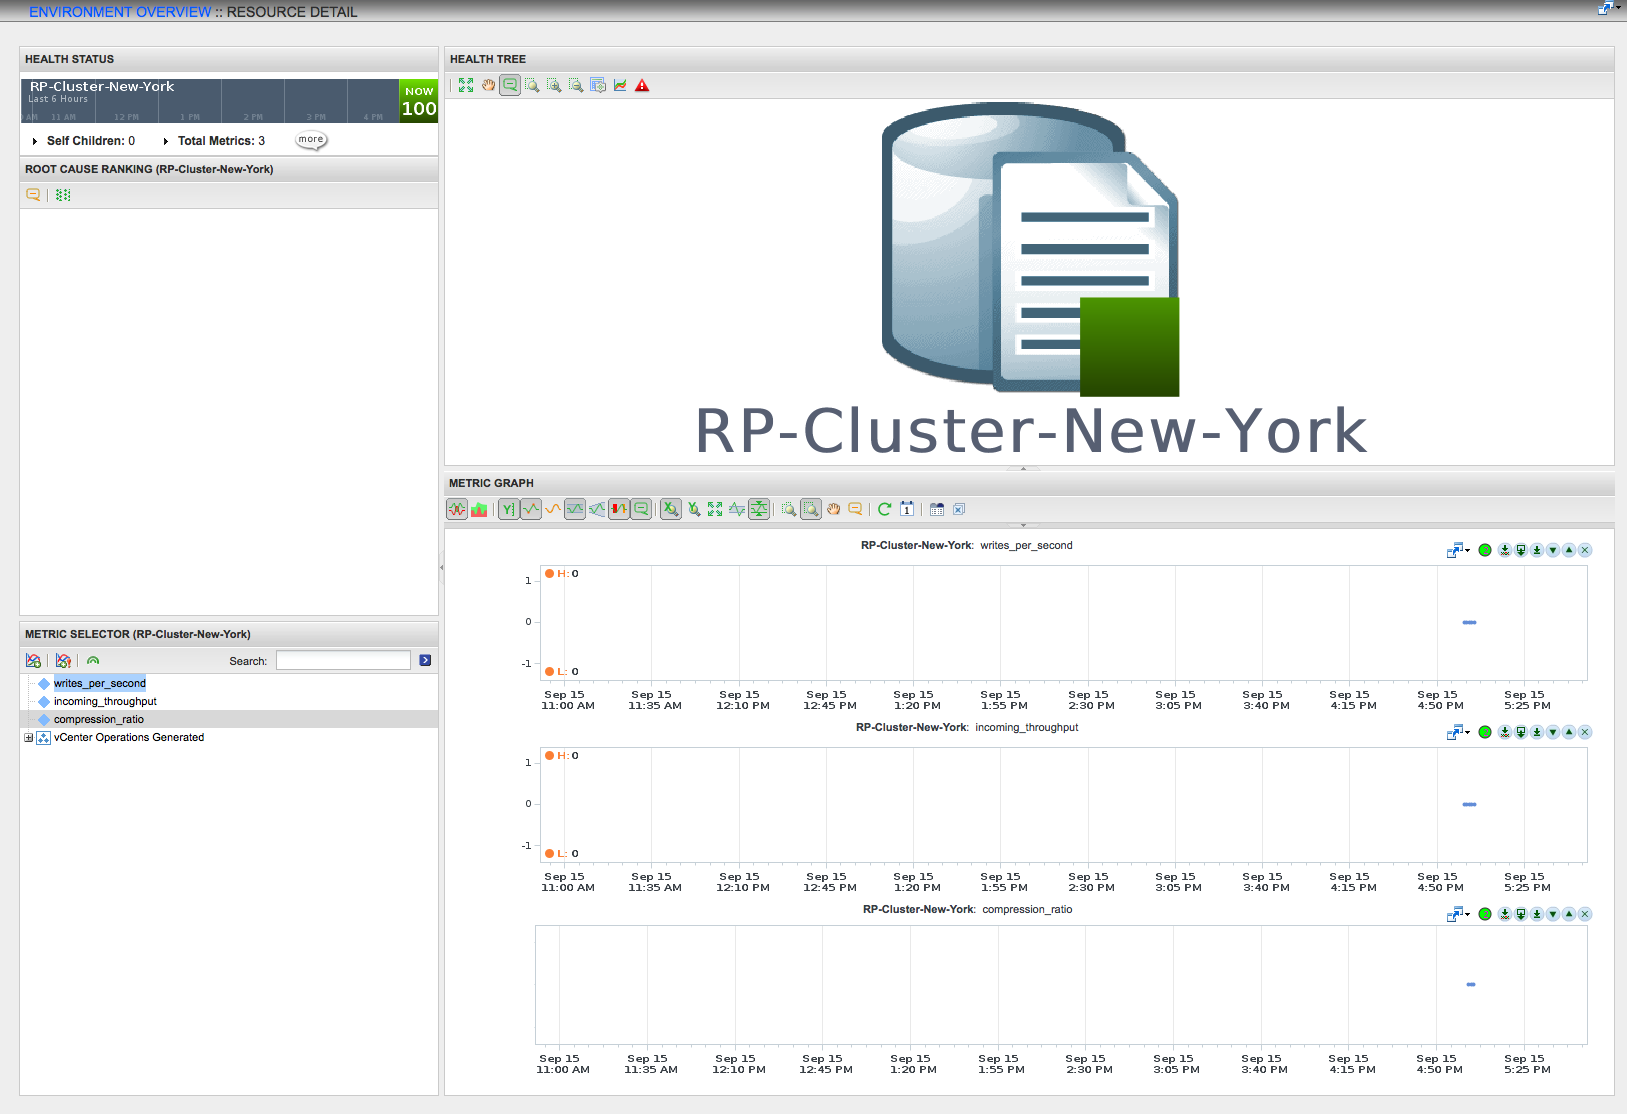 ENVIRONMENT OVERVIEW :: RESOURCE DETAIL
HEALTH STATUS
RP-Cluster-New-York
Last 6 Hours
AM 11 AM 12 PM 1 PM 2 PM 3 PM 4 PM
NOW
100
Self Children: 0 Total Metrics: 3 more
ROOT CAUSE RANKING (RP-Cluster-New-York)
METRIC SELECTOR (RP-Cluster-New-York)
Search:
writes_per_second
incoming_throughput
compression_ratio
vCenter Operations Generated
HEALTH TREE
RP-Cluster-New-York
METRIC GRAPH
RP-Cluster-New-York: writes_per_second
H: 0
1
0
-1
L: 0
Sep 15 Sep 15 Sep 15 Sep 15 Sep 15 Sep 15 Sep 15 Sep 15 Sep 15 Sep 15 Sep 15 Sep 15
11:00 AM 11:35 AM 12:10 PM 12:45 PM 1:20 PM 1:55 PM 2:30 PM 3:05 PM 3:40 PM 4:15 PM 4:50 PM 5:25 PM
RP-Cluster-New-York: incoming_throughput
H: 0
1
0
-1
L: 0
Sep 15 Sep 15 Sep 15 Sep 15 Sep 15 Sep 15 Sep 15 Sep 15 Sep 15 Sep 15 Sep 15 Sep 15
11:00 AM 11:35 AM 12:10 PM 12:45 PM 1:20 PM 1:55 PM 2:30 PM 3:05 PM 3:40 PM 4:15 PM 4:50 PM 5:25 PM
RP-Cluster-New-York: compression_ratio
Sep 15 Sep 15 Sep 15 Sep 15 Sep 15 Sep 15 Sep 15 Sep 15 Sep 15 Sep 15 Sep 15 Sep 15
11:00 AM 11:35 AM 12:10 PM 12:45 PM 1:20 PM 1:55 PM 2:30 PM 3:05 PM 3:40 PM 4:15 PM 4:50 PM 5:25 PM